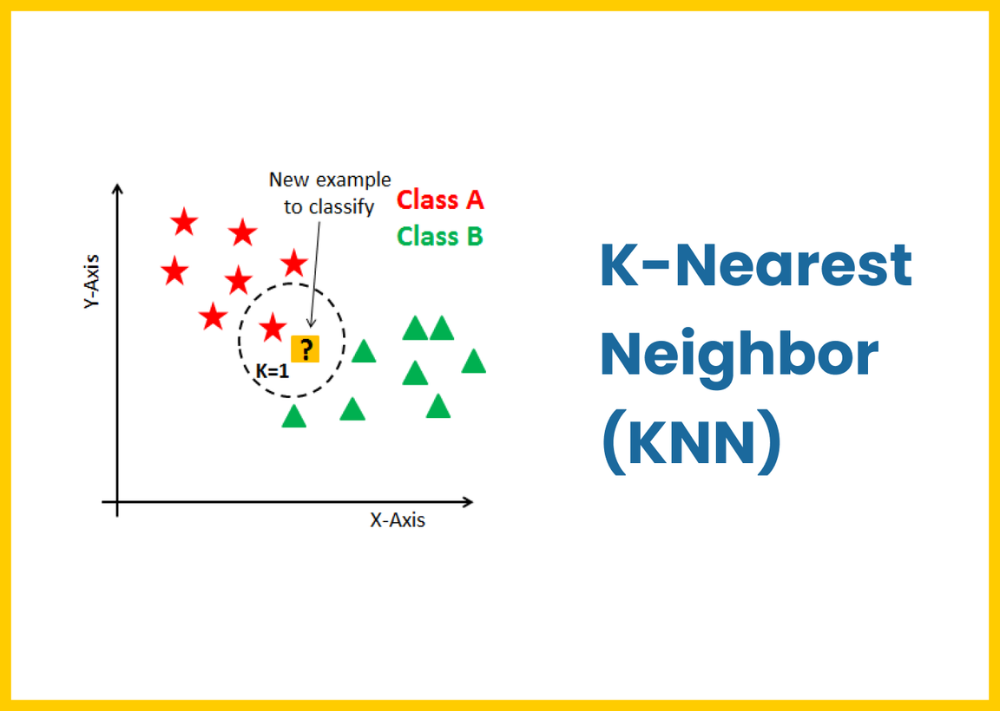 New example
to classify
Class A
Class B
Y-Axis
?
K=1
X-Axis
K-Nearest
Neighbor
(KNN)